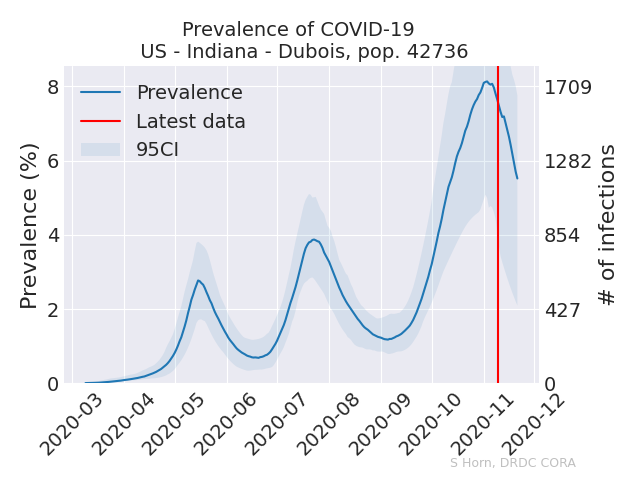 Prevalence of COVID-19
US - Indiana - Dubois, pop. 42736
Prevalence
Latest data
95CI
Prevalence (%)
8
6
4
2
0
1709
1282
854
427
0
# of infections
2020-03
2020-04
2020-05
2020-06
2020-07
2020-08
2020-09
2020-10
2020-11
2020-12
S Horn, DRDC CORA